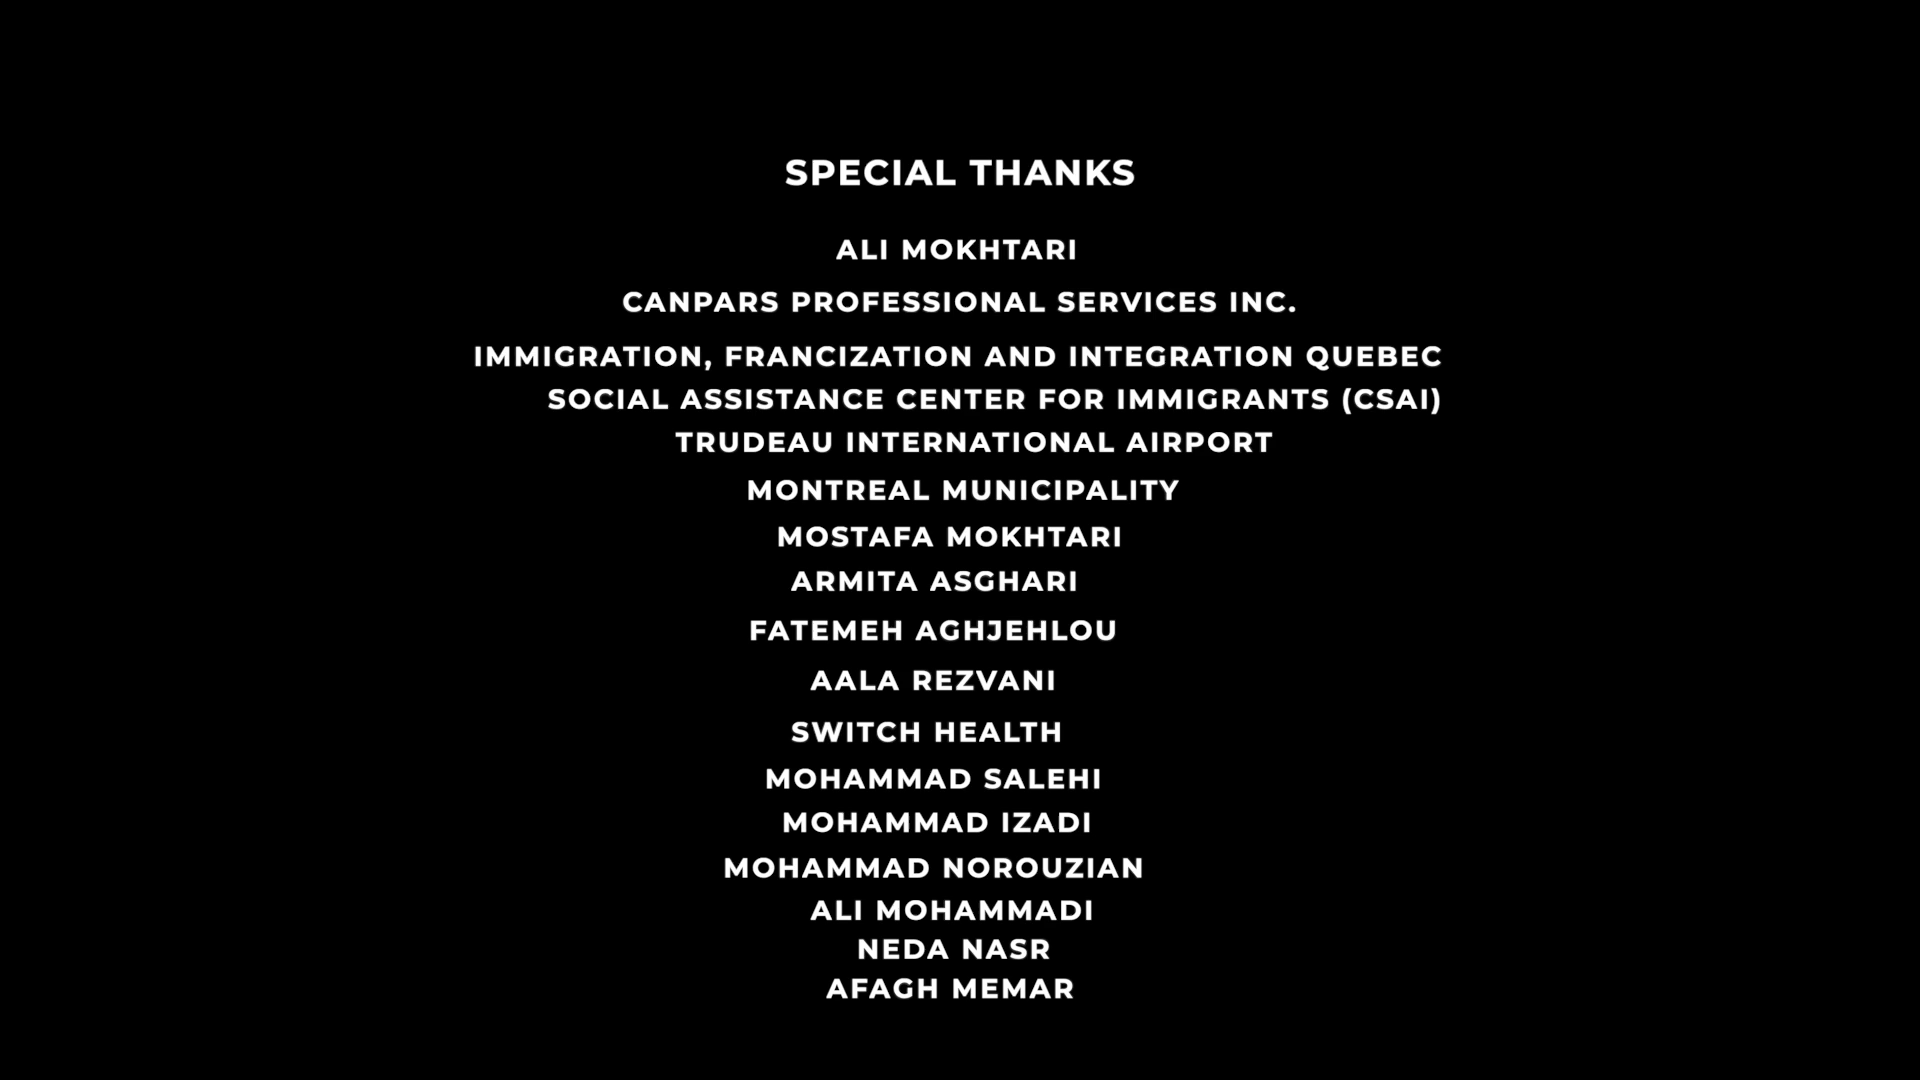 SPECIAL THANKS
ALI MOKHTARI
CANPARS PROFESSIONAL SERVICES INC.
IMMIGRATION, FRANCIZATION AND INTEGRATION QUEBEC
SOCIAL ASSISTANCE CENTER FOR IMMIGRANTS (CSAI)
TRUDEAU INTERNATIONAL AIRPORT
MONTREAL MUNICIPALITY
MOSTAFA MOKHTARI
ARMITA ASGHARI
FATEMEH AGHJEHLOU
AALA REZVANI
SWITCH HEALTH
MOHAMMAD SALEHI
MOHAMMAD IZADI
MOHAMMAD NOROUZIAN
ALI MOHAMMADI
NEDA NASR
AFAGH MEMAR